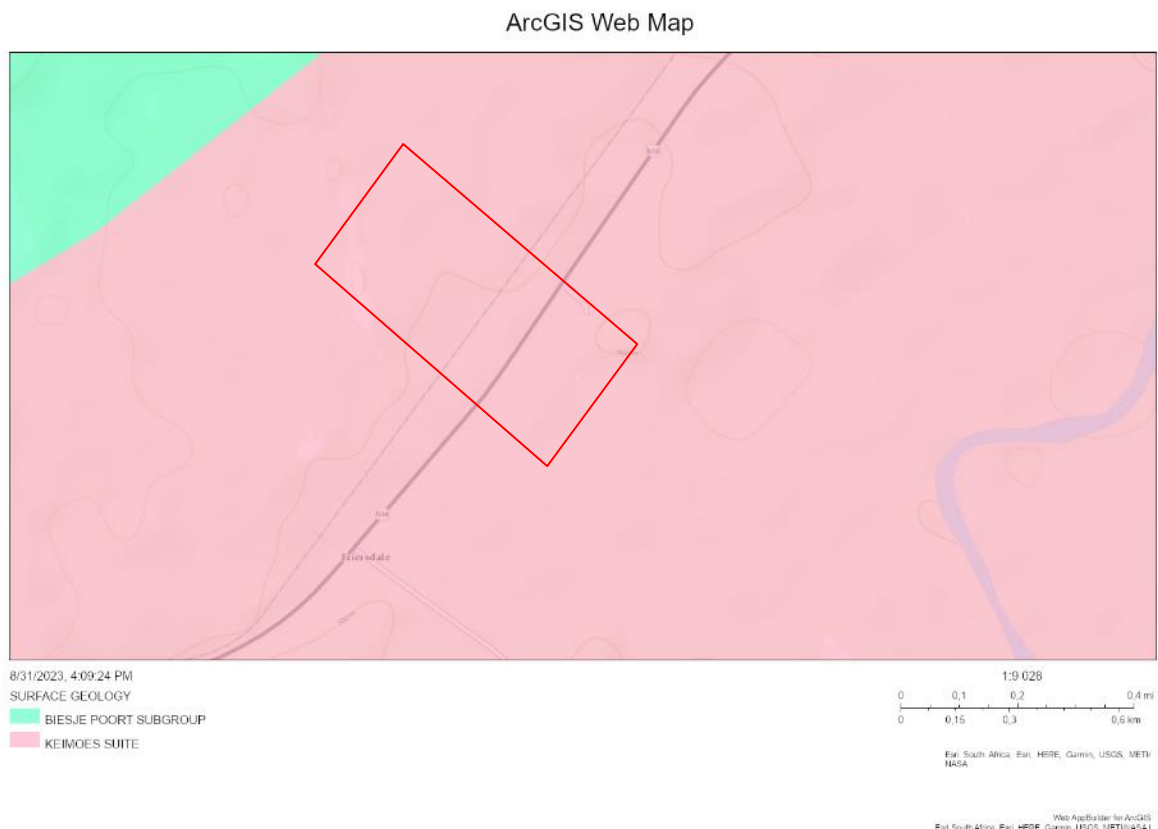 ArcGIS Web Map
N14
N14
8/31/2023, 4:09:24 PM
SURFACE GEOLOGY
BIESJE POORT SUBGROUP
KEIMOES SUITE
1:9 028
0 0,1 0,2 0,4 mi
0 0,15 0,3 0,6 km
Esri South Africa, Esri, HERE, Garmin, USGS, METI/
NASA
Web AppBuilder for ArcGIS
Esri South Africa, Esri, HERE, Garmin, USGS, METI/NASA |